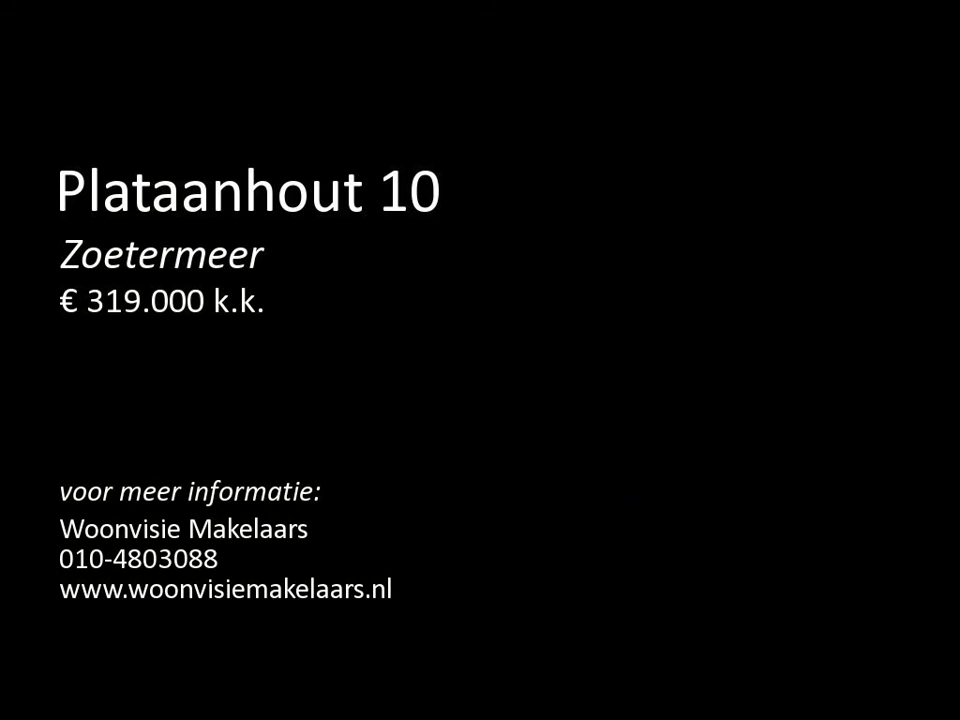 Plataanhout 10
Zoetermeer
€ 319.000 k.k.
voor meer informatie:
Woonvisie Makelaars
010-4803088
www.woonvisiemakelaars.nl